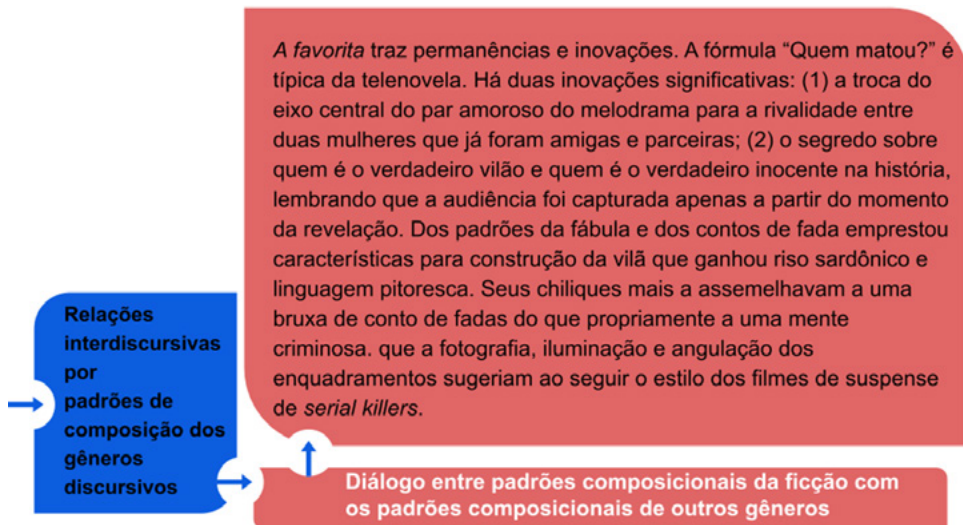 A favorita traz permanências e inovações. A fórmula “Quem matou?” é
típica da telenovela. Há duas inovações significativas: (1) a troca do
eixo central do par amoroso do melodrama para a rivalidade entre
duas mulheres que já foram amigas e parceiras; (2) o segredo sobre
quem é o verdadeiro vilão e quem é o verdadeiro inocente na história,
lembrando que a audiência foi capturada apenas a partir do momento
da revelação. Dos padrões da fábula e dos contos de fada emprestou
características para construção da vilã que ganhou riso sardônico e
linguagem pitoresca. Seus chiliques mais a assemelhavam a uma
bruxa de conto de fadas do que propriamente a uma mente
criminosa. que a fotografia, iluminação e angulação dos
enquadramentos sugeriam ao seguir o estilo dos filmes de suspense
de serial killers.
Relações
interdiscursivas
por
padrões de
composição dos
gêneros
discursivos
Diálogo entre padrões composicionais da ficção com
os padrões composicionais de outros gêneros